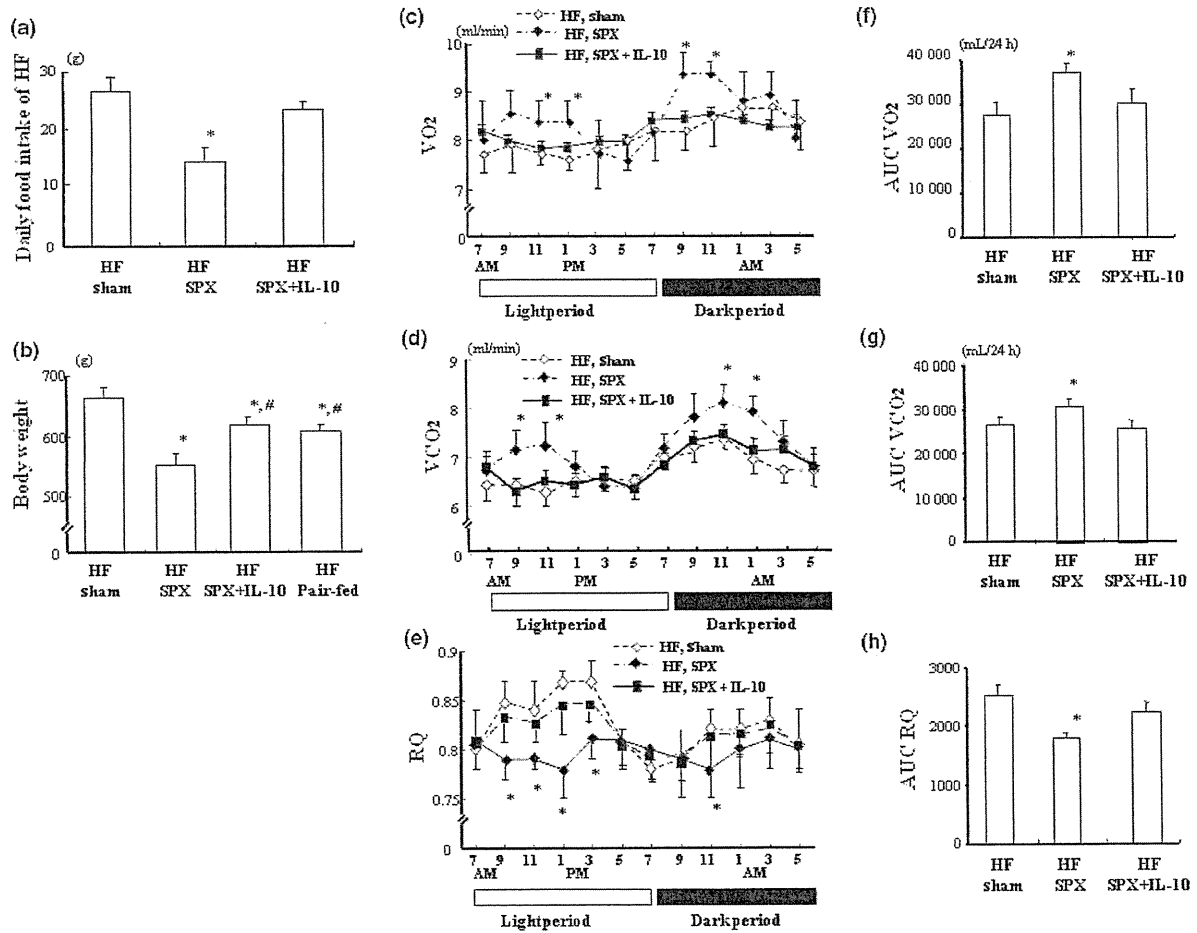 (a)
(g)
Daily food intake of HF
30
20
10
0
*
HF sham
HF SPX
HF SPX+IL-10
(b)
(g)
Body weight
700
600
500
0
*
*,#
*,#
HF sham
HF SPX
HF SPX+IL-10
HF Pair-fed
(c)
(ml/min)
HF, sham
HF, SPX
HF, SPX + IL-10
VO2
10
9
8
7
0
* * * *
7 9 11 1 3 5 7 9 11 1 3 5
AM PM AM
Lightperiod Darkperiod
(d)
(ml/min)
HF, Sham
HF, SPX
HF, SPX + IL-10
VCO2
9
8
7
6
0
* * * *
7 9 11 1 3 5 7 9 11 1 3 5
AM PM AM
Lightperiod Darkperiod
(e)
HF, Sham
HF, SPX
HF, SPX + IL-10
RQ
0.9
0.85
0.8
0.75
0
* * * * *
7 9 11 1 3 5 7 9 11 1 3 5
AM PM AM
Lightperiod Darkperiod
(f)
(mL/24 h)
AUC VO2
40 000
30 000
20 000
10 000
0
*
HF sham
HF SPX
HF SPX+IL-10
(g)
(mL/24 h)
AUC VCO2
40 000
30 000
20 000
10 000
0
*
HF sham
HF SPX
HF SPX+IL-10
(h)
AUC RQ
3000
2000
1000
0
*
HF sham
HF SPX
HF SPX+IL-10